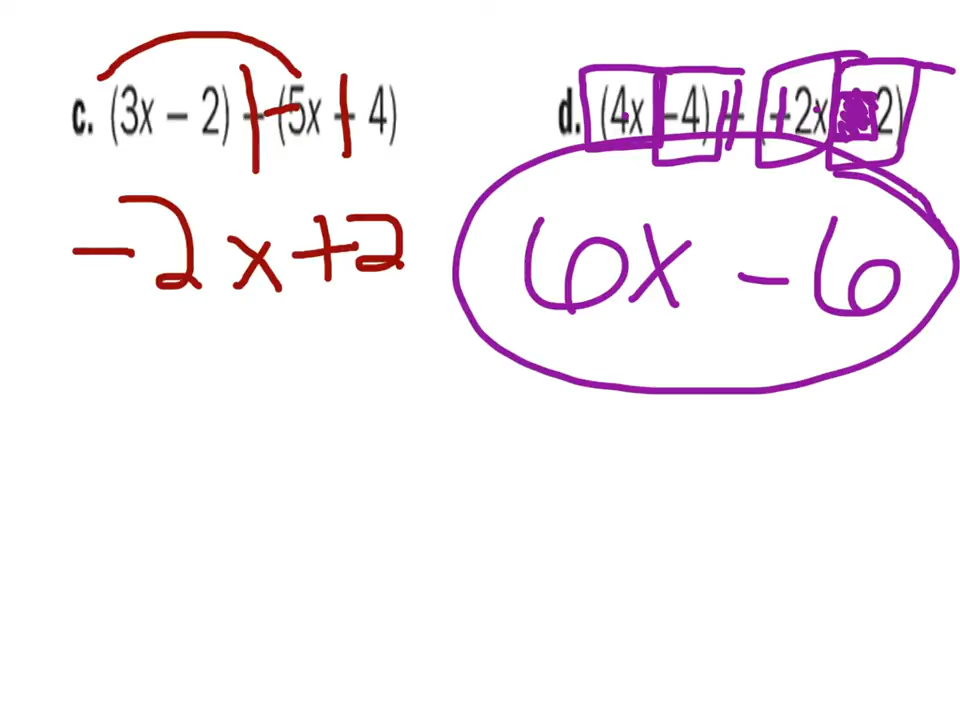 c. (3x − 2) − (5x − 4)
d. (4x − 4) − (−2x 2)
−2x+2
6x − 6